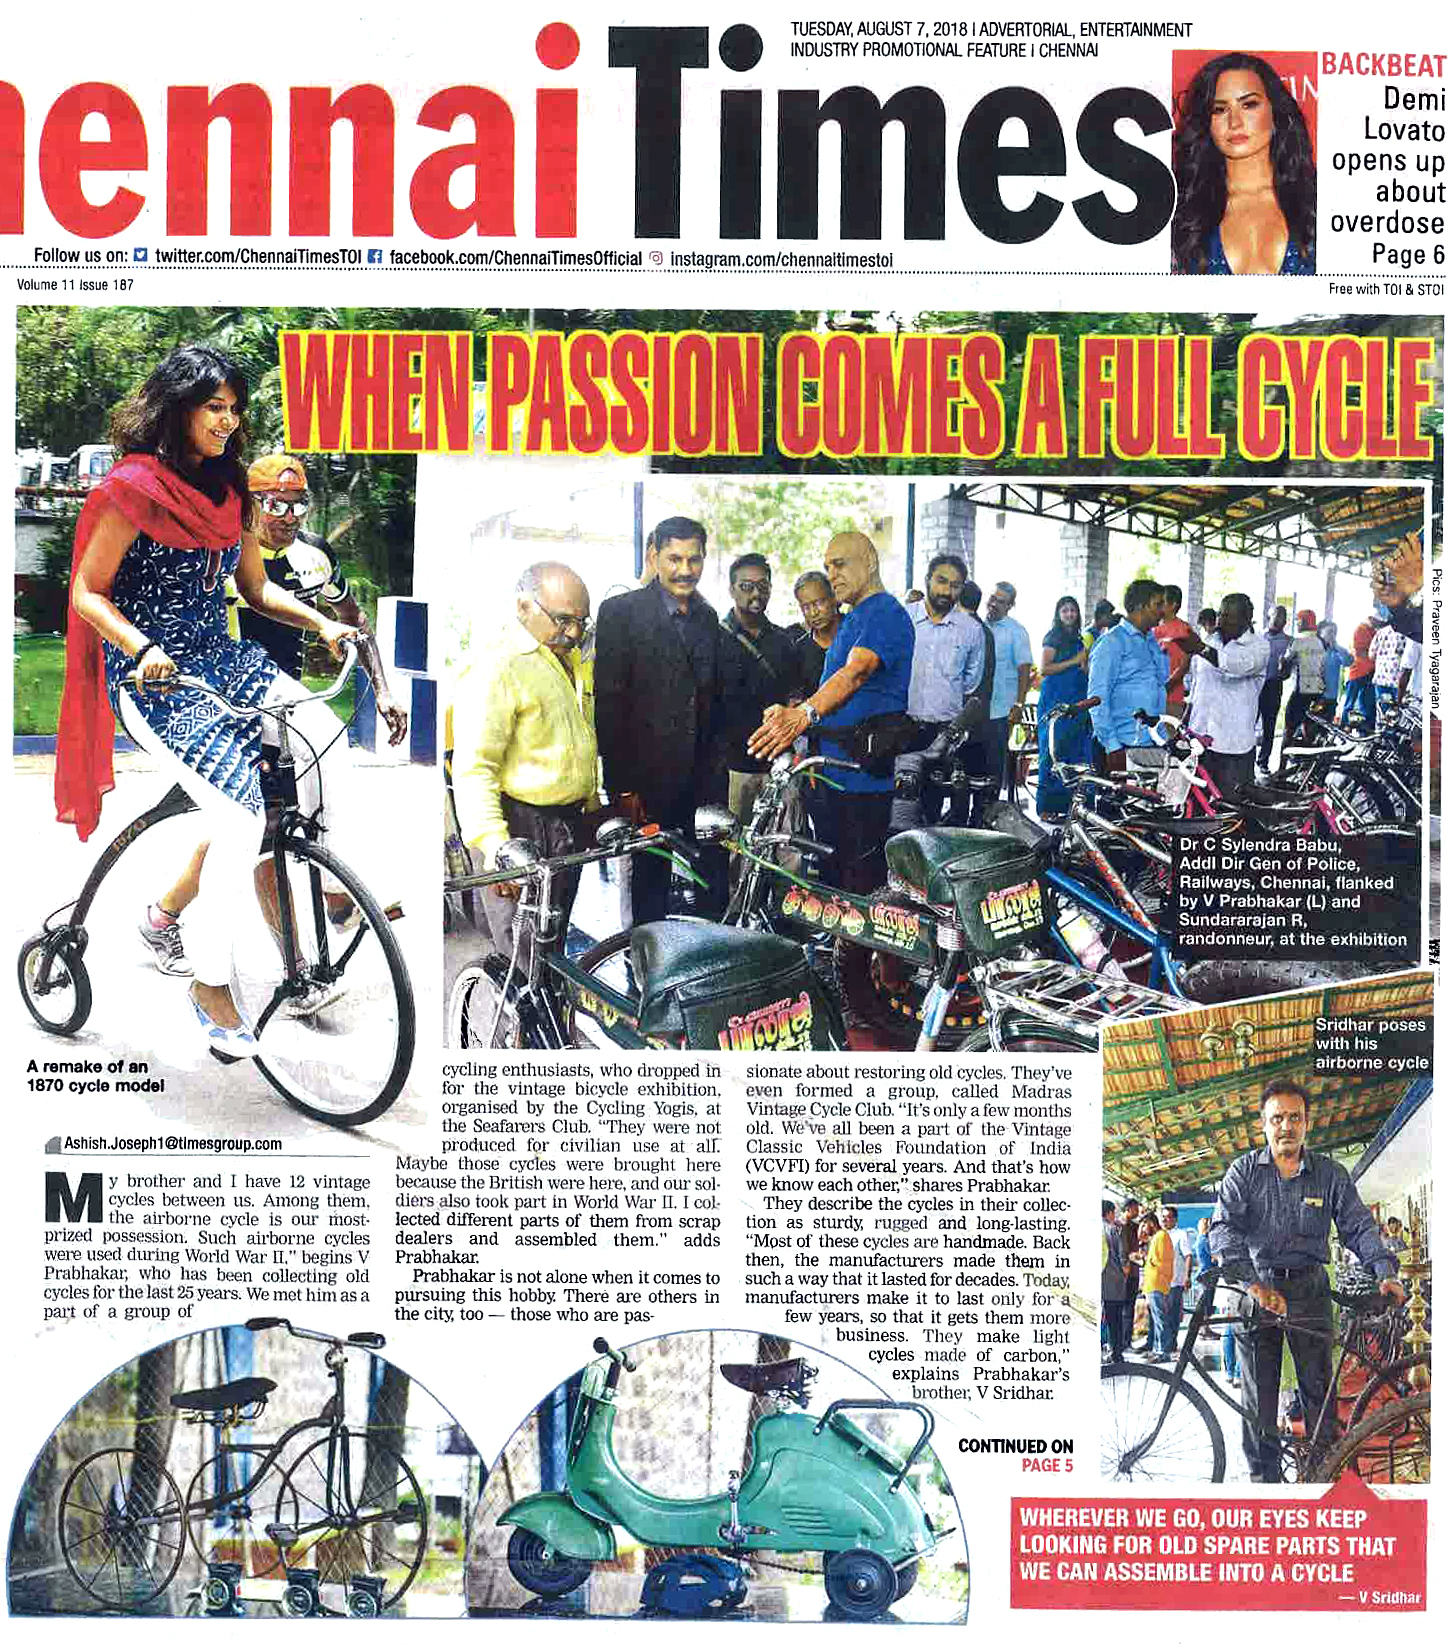 TUESDAY, AUGUST 7, 2018 I ADVERTORIAL, ENTERTAINMENT
INDUSTRY PROMOTIONAL FEATURE I CHENNAI
hennai Times
BACKBEAT
Demi
Lovato
opens up
about
overdose
Page 6
Follow us on: twitter.com/ChennaiTimesTOI facebook.com/ChennaiTimesOfficial instagram.com/chennaitimestoi
Volume 11 Issue 187
Free with TOI & STOI
WHEN PASSION COMES A FULL CYCLE
Pics: Praveen Tyagarajan
Dr C Sylendra Babu,
Addl Dir Gen of Police,
Railways, Chennai, flanked
by V Prabhakar (L) and
Sundararajan R,
randonneur, at the exhibition
Sridhar poses
with his
airborne cycle
A remake of an
1870 cycle model
Ashish.Joseph1@timesgroup.com
My brother and I have 12 vintage
cycles between us. Among them,
the airborne cycle is our most-
prized possession. Such airborne cycles
were used during World War II," begins V
Prabhakar, who has been collecting old
cycles for the last 25 years. We met him as a
part of a group of
cycling enthusiasts, who dropped in
for the vintage bicycle exhibition,
organised by the Cycling Yogis, at
the Seafarers Club. "They were not
produced for civilian use at all.
Maybe those cycles were brought here
because the British were here, and our sol-
diers also took part in World War II. I col-
lected different parts of them from scrap
dealers and assembled them." adds
Prabhakar.
Prabhakar is not alone when it comes to
pursuing this hobby. There are others in
the city, too — those who are pas-
sionate about restoring old cycles. They've
even formed a group, called Madras
Vintage Cycle Club. "It's only a few months
old. We've all been a part of the Vintage
Classic Vehicles Foundation of India
(VCVFI) for several years. And that's how
we know each other," shares Prabhakar.
They describe the cycles in their collec-
tion as sturdy, rugged and long-lasting.
"Most of these cycles are handmade. Back
then, the manufacturers made them in
such a way that it lasted for decades. Today,
manufacturers make it to last only for a
few years, so that it gets them more
business. They make light
cycles made of carbon,"
explains Prabhakar's
brother, V Sridhar.
CONTINUED ON
PAGE 5
WHEREVER WE GO, OUR EYES KEEP
LOOKING FOR OLD SPARE PARTS THAT
WE CAN ASSEMBLE INTO A CYCLE
— V Sridhar